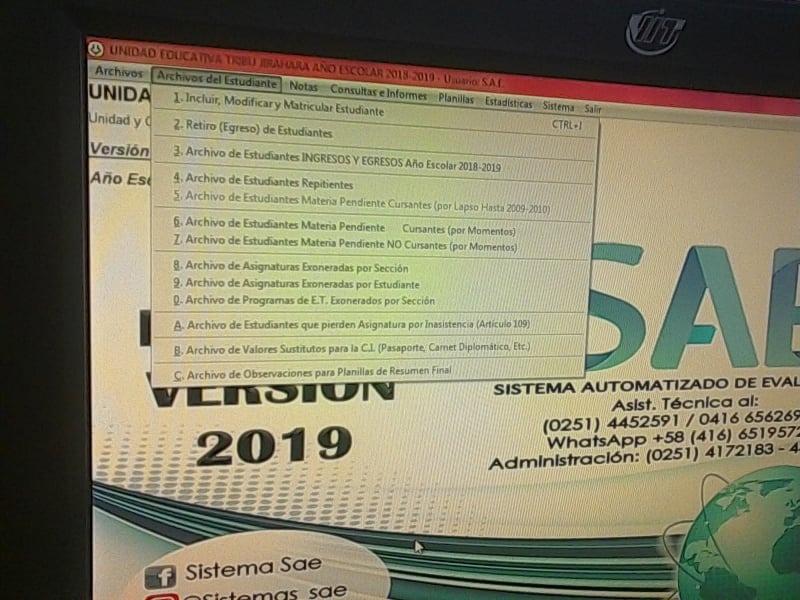 VIT
UNIDAD EDUCATIVA TRIBU JIRAHARA AÑO ESCOLAR 2018-2019 - Usuario: S.A.E.
Archivos Archivos del Estudiante Notas Consultas e Informes Planillas Estadísticas Sistema Salir
UNIDA
Unidad y C
Versión
Año Esc
1. Incluir, Modificar y Matricular Estudiante CTRL+I
2. Retiro (Egreso) de Estudiantes
3. Archivo de Estudiantes INGRESOS Y EGRESOS Año Escolar 2018-2019
4. Archivo de Estudiantes Repitientes
5. Archivo de Estudiantes Materia Pendiente Cursantes (por Lapso Hasta 2009-2010)
6. Archivo de Estudiantes Materia Pendiente Cursantes (por Momentos)
7. Archivo de Estudiantes Materia Pendiente NO Cursantes (por Momentos)
8. Archivo de Asignaturas Exoneradas por Sección
9. Archivo de Asignaturas Exoneradas por Estudiante
0. Archivo de Programas de E.T. Exonerados por Sección
A. Archivo de Estudiantes que pierden Asignatura por Inasistencia (Artículo 109)
B. Archivo de Valores Sustitutos para la C.I. (Pasaporte, Carnet Diplomático, Etc.)
C. Archivo de Observaciones para Planillas de Resumen Final
SAE
VERSIÓN
2019
SISTEMA AUTOMATIZADO DE EVAL
Asist. Técnica al:
(0251) 4452591 / 0416 656269
WhatsApp +58 (416) 6519572
Administración: (0251) 4172183 - 4
Sistema Sae
@Sistemas_sae